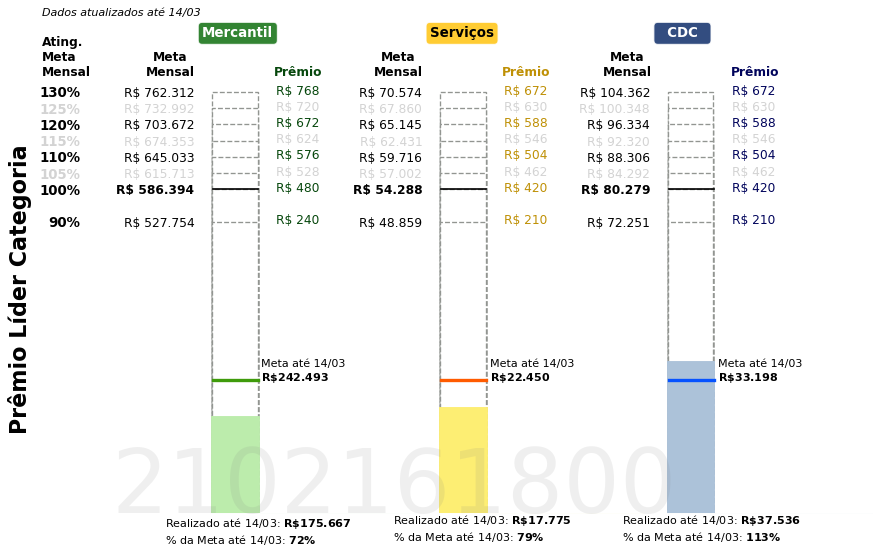 Dados atualizados até 14/03
Mercantil Serviços CDC
Ating.
Meta Meta Meta Meta
Mensal Mensal Prêmio Mensal Prêmio Mensal Prêmio
130% R$ 762.312 R$ 768 R$ 70.574 R$ 672 R$ 104.362 R$ 672
125% R$ 732.992 R$ 720 R$ 67.860 R$ 630 R$ 100.348 R$ 630
120% R$ 703.672 R$ 672 R$ 65.145 R$ 588 R$ 96.334 R$ 588
115% R$ 674.353 R$ 624 R$ 62.431 R$ 546 R$ 92.320 R$ 546
110% R$ 645.033 R$ 576 R$ 59.716 R$ 504 R$ 88.306 R$ 504
105% R$ 615.713 R$ 528 R$ 57.002 R$ 462 R$ 84.292 R$ 462
100% R$ 586.394 R$ 480 R$ 54.288 R$ 420 R$ 80.279 R$ 420
90% R$ 527.754 R$ 240 R$ 48.859 R$ 210 R$ 72.251 R$ 210
Prêmio Líder Categoria
Meta até 14/03 Meta até 14/03 Meta até 14/03
R$242.493 R$22.450 R$33.198
2102161800
Realizado até 14/03: R$175.667 Realizado até 14/03: R$17.775 Realizado até 14/03: R$37.536
% da Meta até 14/03: 72% % da Meta até 14/03: 79% % da Meta até 14/03: 113%